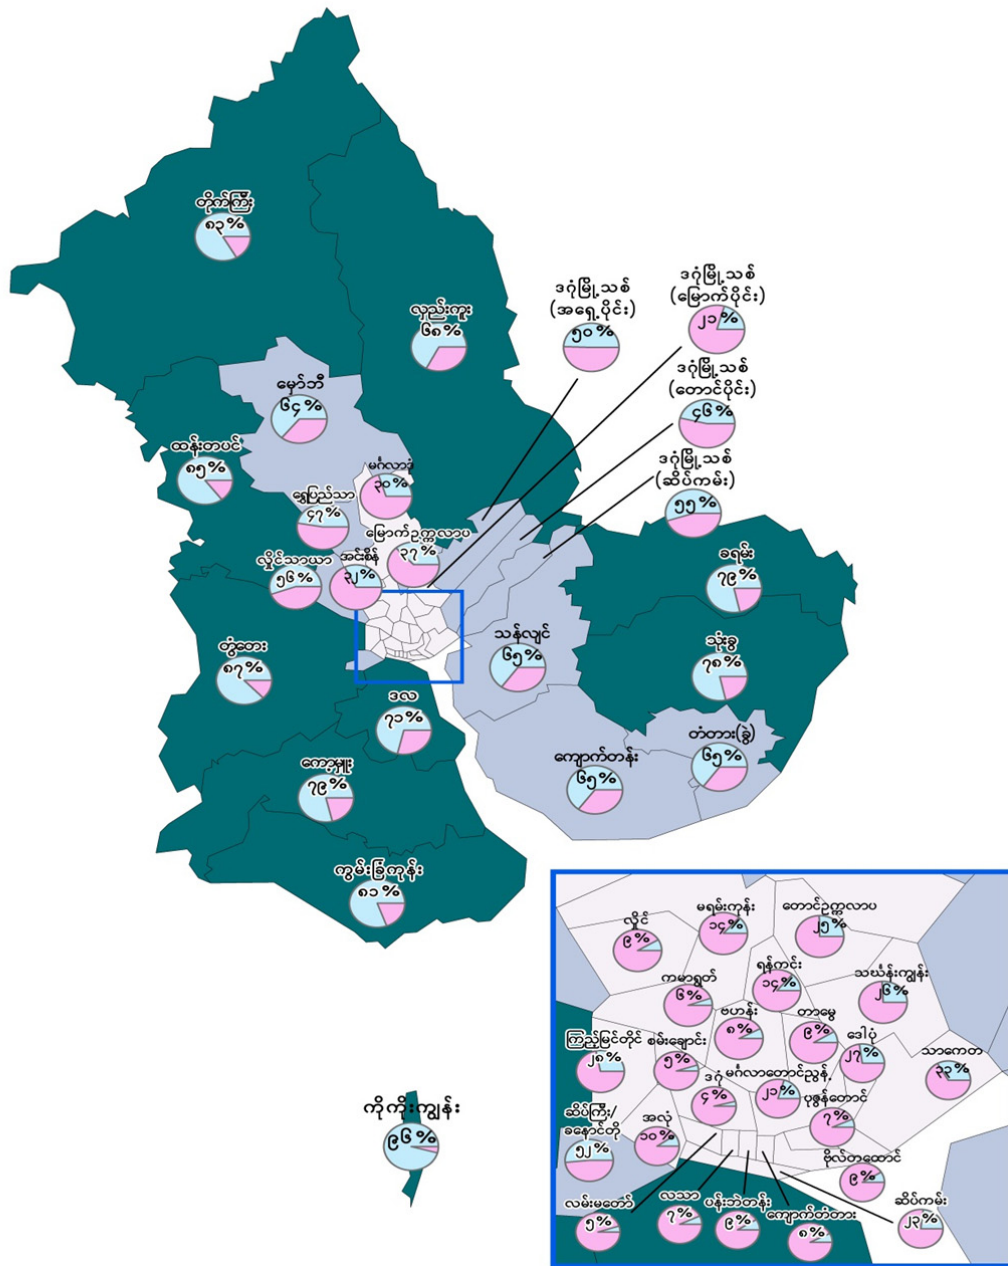 တိုက်ကြီး
၈၃%
လှည်းကူး
၆၈%
ဒဂုံမြို့သစ်
(အရှေ့ပိုင်း)
၅၀%
ဒဂုံမြို့သစ်
(မြောက်ပိုင်း)
၂၁%
ဒဂုံမြို့သစ်
(တောင်ပိုင်း)
၄၆%
ဒဂုံမြို့သစ်
(ဆိပ်ကမ်း)
၅၅%
မှော်ဘီ
၆၄%
ထန်းတပင်
၈၅%
မင်္ဂလာဒုံ
၃၀%
ရွှေပြည်သာ
၄၇%
မြောက်ဥက္ကလာပ
၃၇%
လှိုင်သာယာ
၅၆%
အင်းစိန်
၃၂%
ခရမ်း
၇၉%
သုံးခွ
၇၈%
သန်လျင်
၆၅%
တွံတေး
၈၇%
ဒလ
၇၁%
တံတား(ခွဲ)
၆၅%
ကျောက်တန်း
၆၅%
ကော့မှူး
၇၉%
ကွမ်းခြံကုန်း
၈၁%
ကိုကိုးကျွန်း
၉၆%
လှိုင်
၉%
မရမ်းကုန်း
၁၄%
တောင်ဥက္ကလာပ
၂၅%
ကမာရွတ်
၆%
ရန်ကင်း
၁၄%
သင်္ဃန်းကျွန်း
၂၆%
ဗဟန်း
၈%
တာမွေ
၉%
ဒေါပုံ
၂၇%
သာကေတ
၃၃%
ကြည့်မြင်တိုင်
၂၈%
စမ်းချောင်း
၅%
ဒဂုံ
၄%
မင်္ဂလာတောင်ညွန့်
၂၁%
ပုဇွန်တောင်
၇%
ဆိပ်ကြီး/
ခနောင်တို
၅၂%
အလုံ
၁၀%
ဗိုလ်တထောင်
၉%
လမ်းမတော်
၅%
လသာ
၇%
ပန်းဘဲတန်း
၉%
ကျောက်တံတား
၈%
ဆိပ်ကမ်း
၂၃%